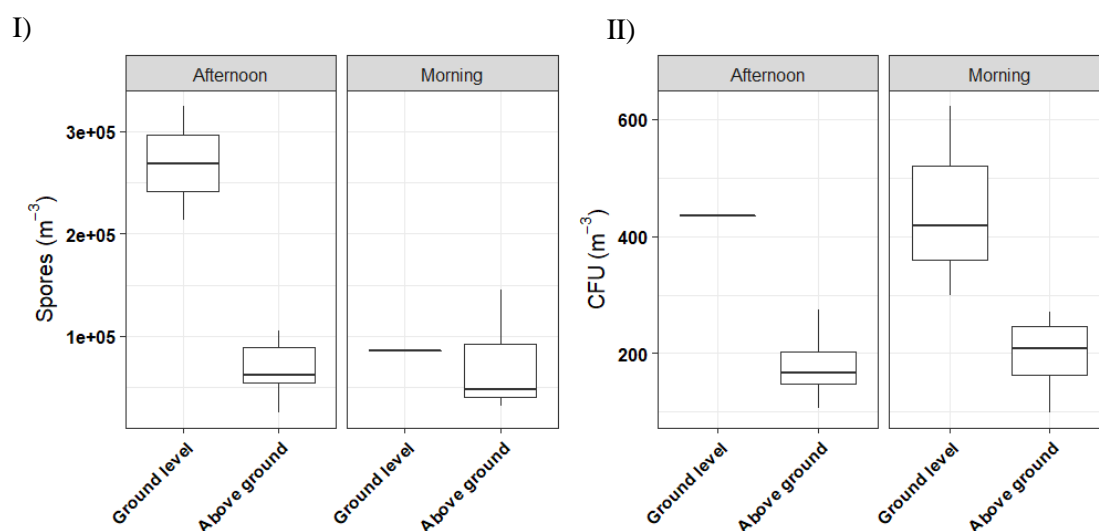 I)
II)
Afternoon
Morning
Afternoon
Morning
Spores (m⁻³)
3e+05
2e+05
1e+05
Ground level
Above ground
Ground level
Above ground
CFU (m⁻³)
600
400
200
Ground level
Above ground
Ground level
Above ground